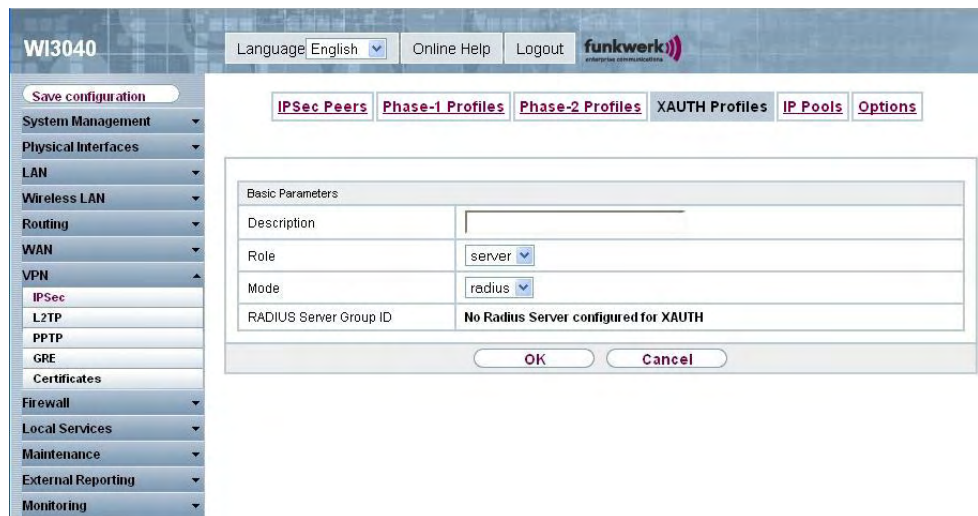 WI3040
Language English Online Help Logout funkwerk
enterprise communications
Save configuration
System Management
Physical Interfaces
LAN
Wireless LAN
Routing
WAN
VPN
IPSec
L2TP
PPTP
GRE
Certificates
Firewall
Local Services
Maintenance
External Reporting
Monitoring
IPSec Peers Phase-1 Profiles Phase-2 Profiles XAUTH Profiles IP Pools Options
Basic Parameters
Description
Role server
Mode radius
RADIUS Server Group ID No Radius Server configured for XAUTH
OK Cancel